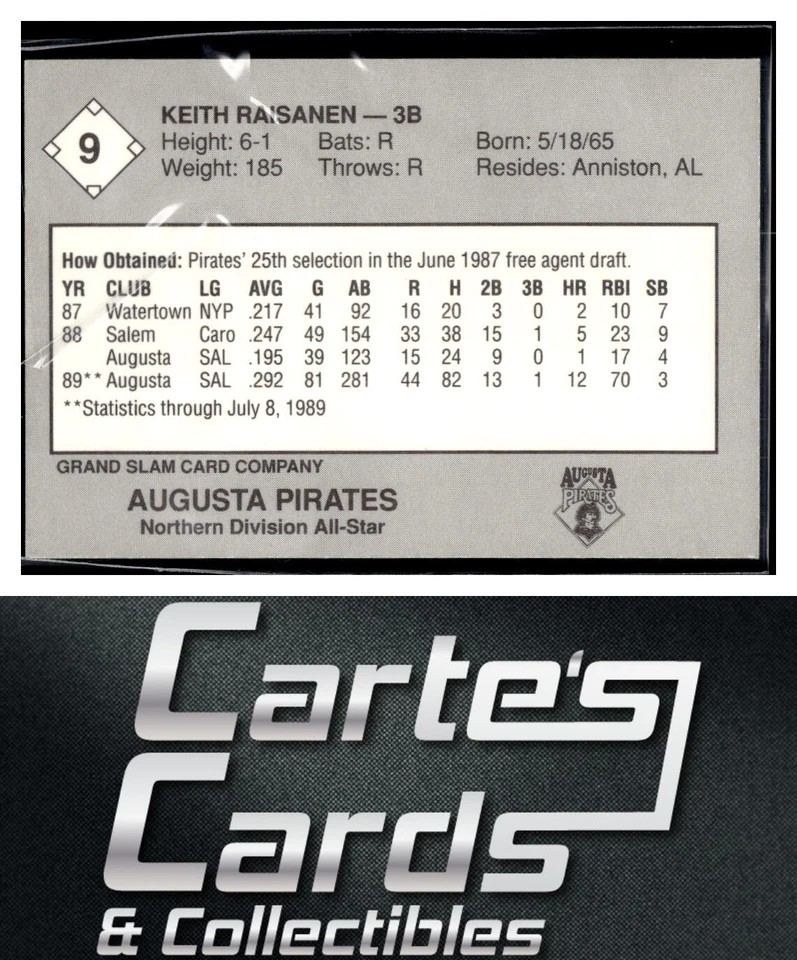 9
KEITH RAISANEN — 3B
Height: 6-1 Bats: R Born: 5/18/65
Weight: 185 Throws: R Resides: Anniston, AL
How Obtained: Pirates' 25th selection in the June 1987 free agent draft.
YR CLUB LG AVG G AB R H 2B 3B HR RBI SB
87 Watertown NYP .217 41 92 16 20 3 0 2 10 7
88 Salem Caro .247 49 154 33 38 15 1 5 23 9
Augusta SAL .195 39 123 15 24 9 0 1 17 4
89** Augusta SAL .292 81 281 44 82 13 1 12 70 3
**Statistics through July 8, 1989
GRAND SLAM CARD COMPANY
AUGUSTA PIRATES
Northern Division All-Star
AUGUSTA
PIRATES
Carte's
Cards
& Collectibles